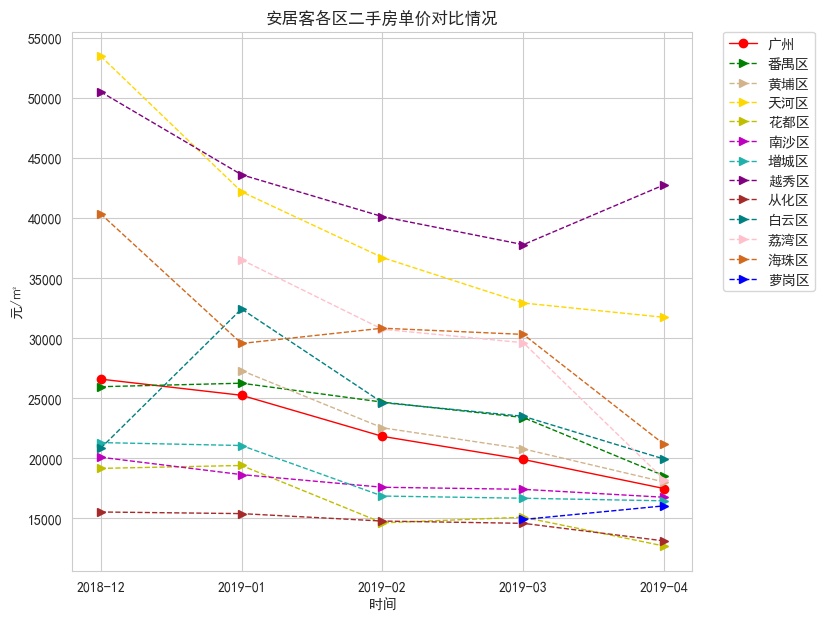 安居客各区二手房单价对比情况
55000
50000
45000
40000
35000
30000
25000
20000
15000
元/㎡
2018-12
2019-01
2019-02
2019-03
2019-04
时间
广州
番禺区
黄埔区
天河区
花都区
南沙区
增城区
越秀区
从化区
白云区
荔湾区
海珠区
萝岗区